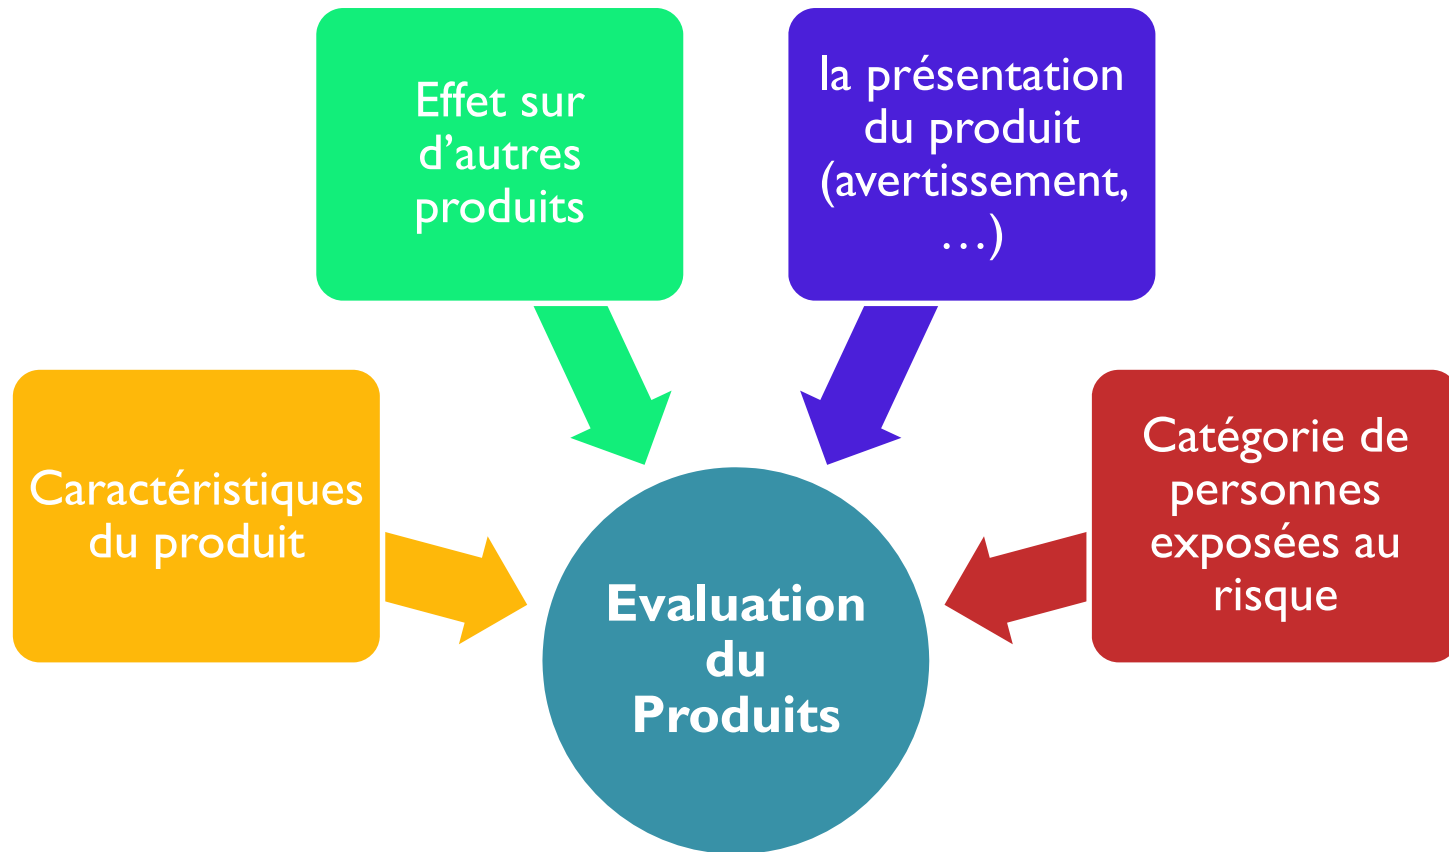 Effet sur
d’autres
produits
la présentation
du produit
(avertissement,
…)
Caractéristiques
du produit
Catégorie de
personnes
exposées au
risque
Evaluation
du
Produits